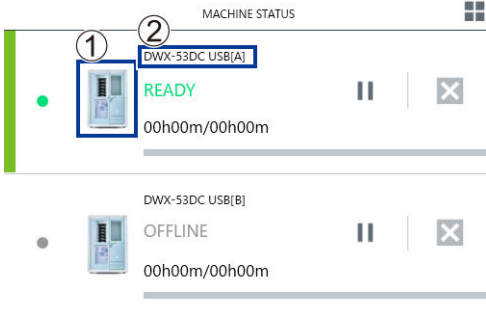 MACHINE STATUS
① ②
DWX-53DC USB[A]
READY
00h00m/00h00m
DWX-53DC USB[B]
OFFLINE
00h00m/00h00m